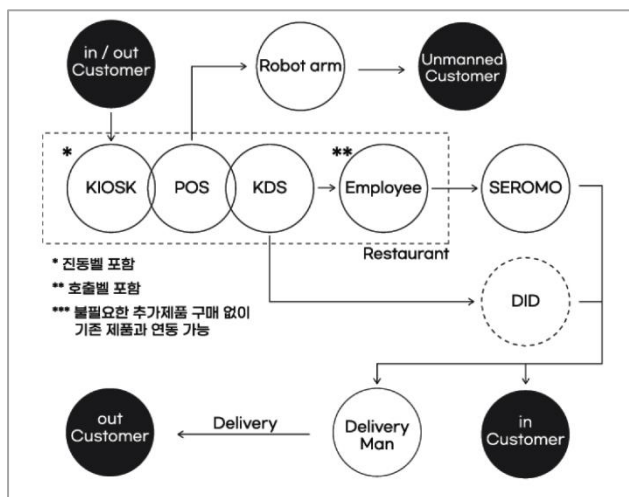 in / out
Customer
Robot arm
Unmanned
Customer
*
**
KIOSK
POS
KDS
Employee
SEROMO
Restaurant
* 진동벨 포함
** 호출벨 포함
*** 불필요한 추가제품 구매 없이
기존 제품과 연동 가능
DID
out
Customer
Delivery
Delivery
Man
in
Customer